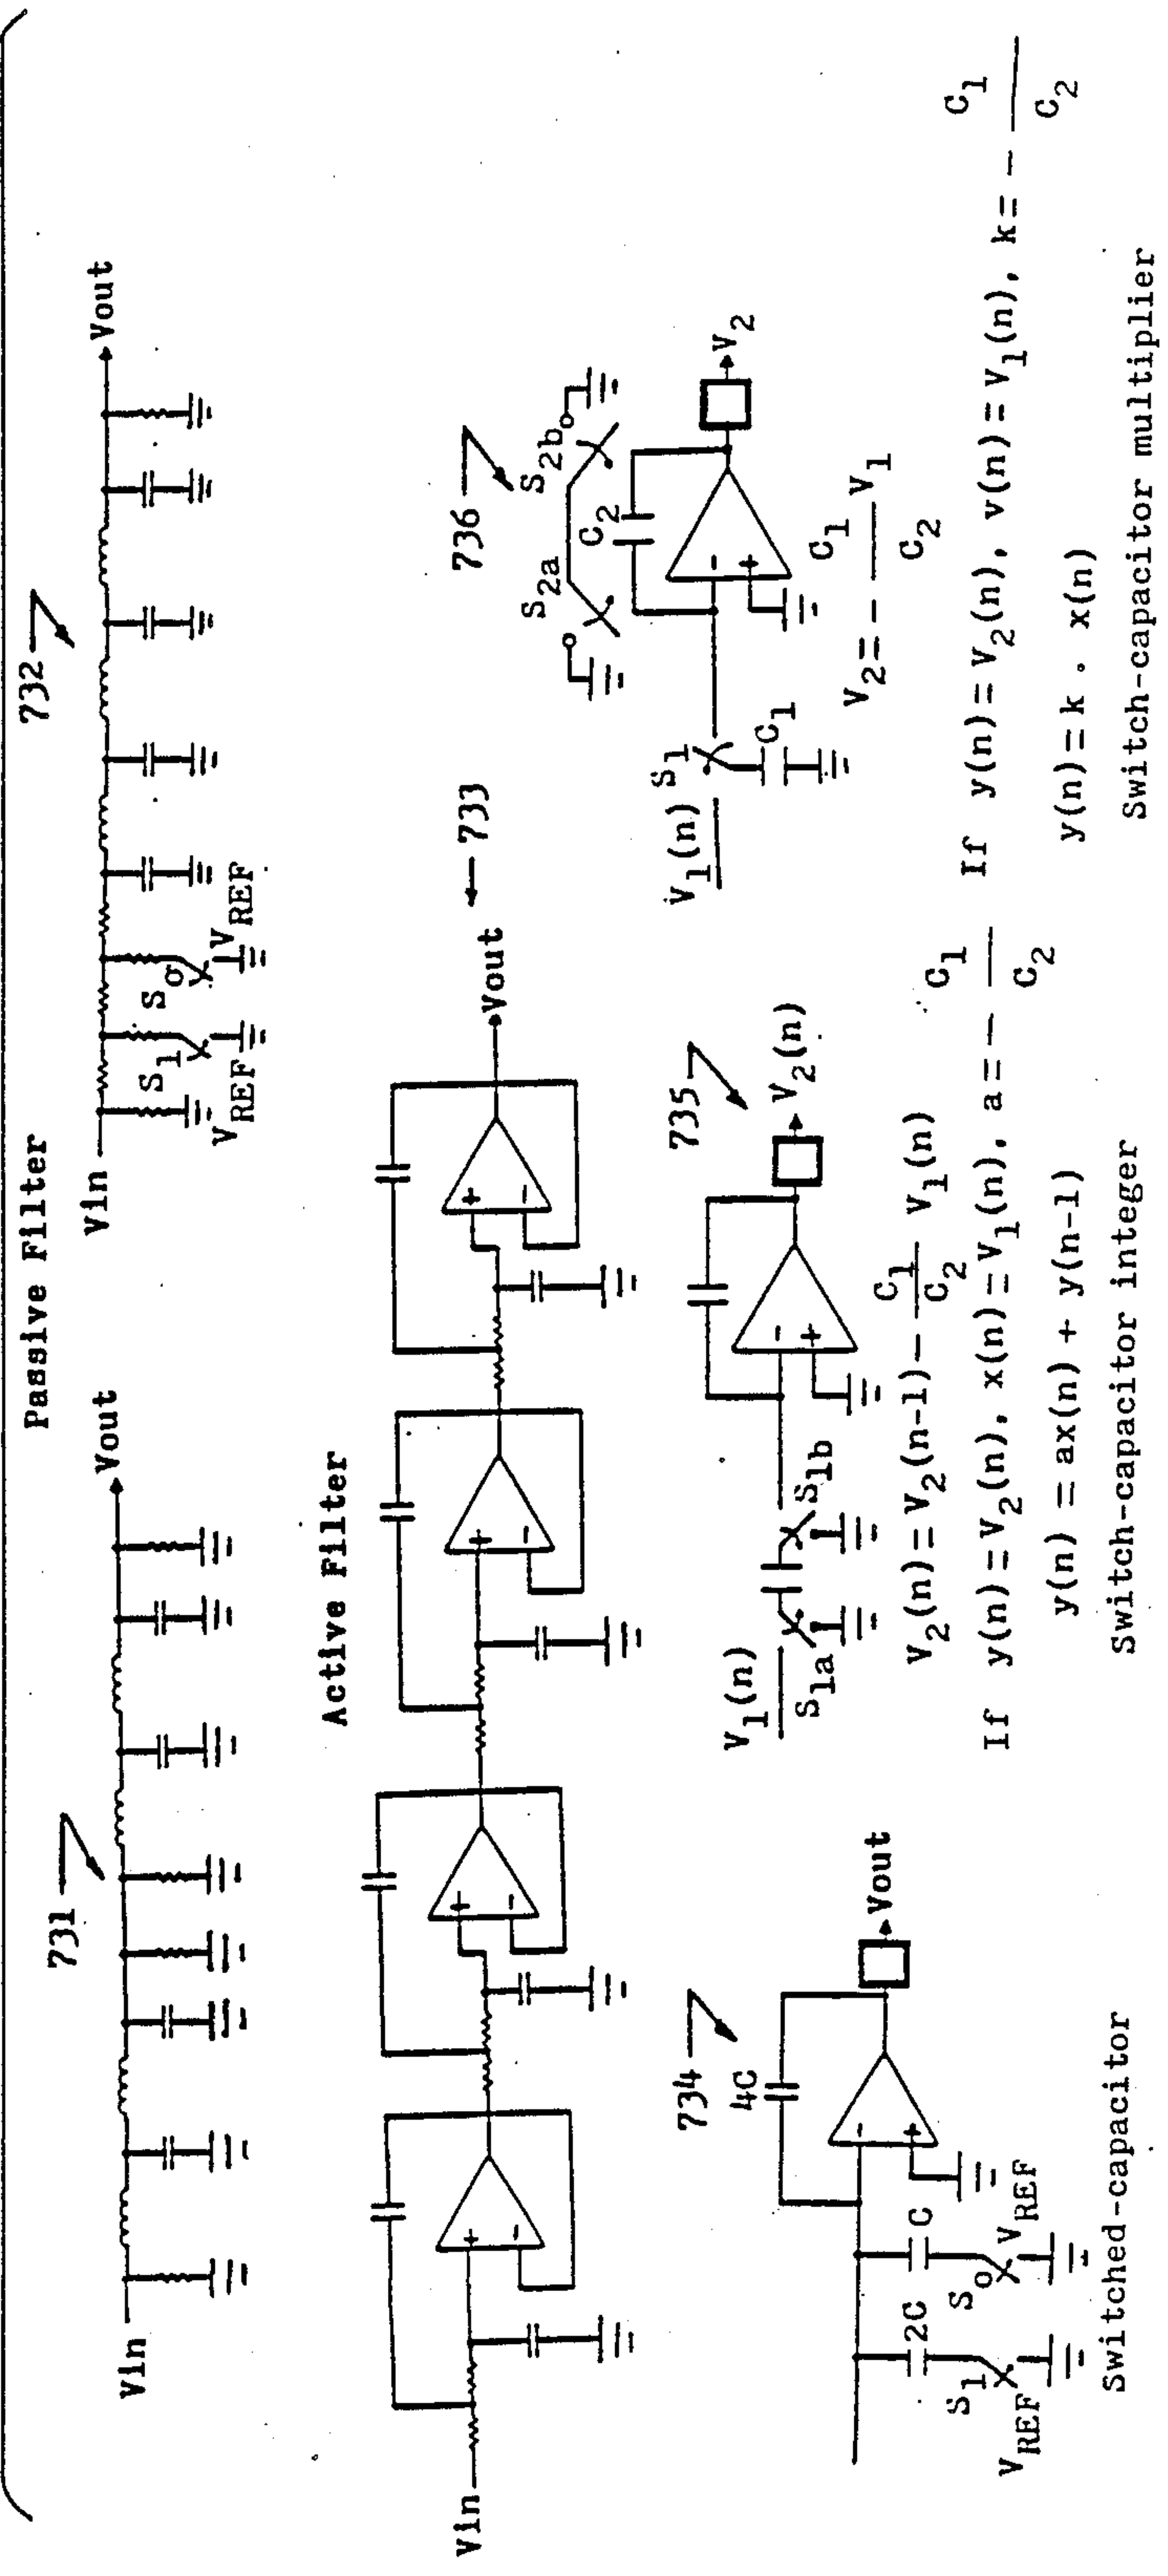 Passive Filter
731
Vin
Vout
732
Vin
S1
VREF
So
VREF
Vout
Active Filter
Vin
Vout
733
734
4C
2C
C
S1
VREF
So
VREF
Vout
Switched-capacitor
735
V1(n)
S1a
S1b
V2(n)
V2(n)=V2(n-1)- C1/C2 V1(n)
If y(n)=V2(n), x(n)=V1(n), a=- C1/C2
y(n)=ax(n) + y(n-1)
Switch-capacitor integer
736
S2a
S2b
C2
V1(n)
S1
C1
V2
V2=- C1/C2 V1
If y(n)=V2(n), v(n)=V1(n), k=- C1/C2
y(n)=k . x(n)
Switch-capacitor multiplier